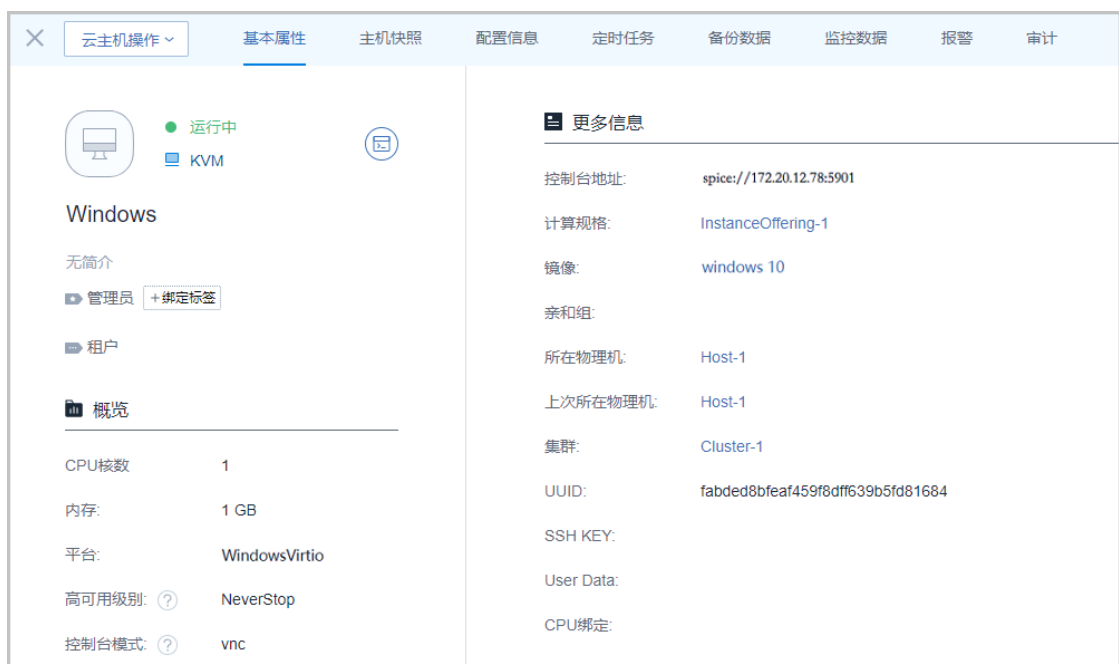 云主机操作 基本属性 主机快照 配置信息 定时任务 备份数据 监控数据 报警 审计
运行中
KVM
Windows
无简介
管理员 +绑定标签
租户
概览
CPU核数 1
内存: 1 GB
平台: WindowsVirtio
高可用级别: ? NeverStop
控制台模式: ? vnc
更多信息
控制台地址: spice://172.20.12.78:5901
计算规格: InstanceOffering-1
镜像: windows 10
亲和组:
所在物理机: Host-1
上次所在物理机: Host-1
集群: Cluster-1
UUID: fabded8bfeaf459f8dff639b5fd81684
SSH KEY:
User Data:
CPU绑定: